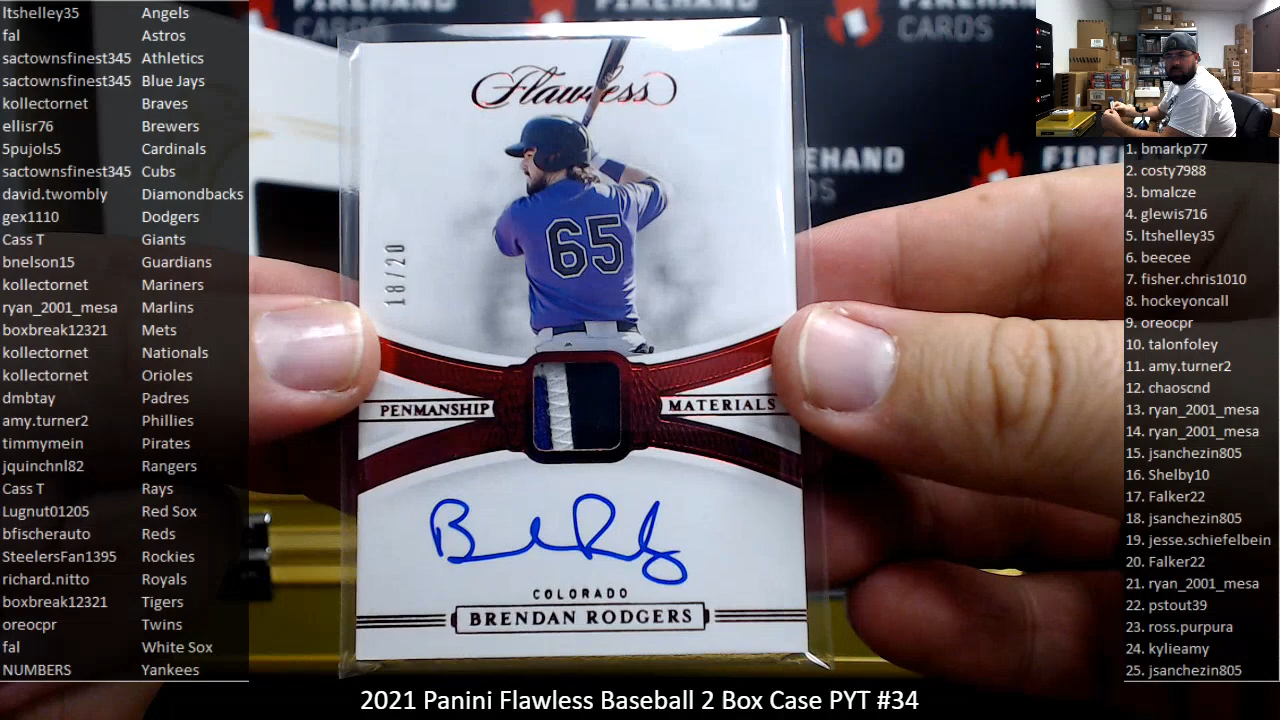 ltshelley35 Angels
fal Astros
sactownsfinest345 Athletics
sactownsfinest345 Blue Jays
kollectornet Braves
ellisr76 Brewers
5pujols5 Cardinals
sactownsfinest345 Cubs
david.twombly Diamondbacks
gex1110 Dodgers
Cass T Giants
bnelson15 Guardians
kollectornet Mariners
ryan_2001_mesa Marlins
boxbreak12321 Mets
kollectornet Nationals
kollectornet Orioles
dmbtay Padres
amy.turner2 Phillies
timmymein Pirates
jquinchnl82 Rangers
Cass T Rays
Lugnut01205 Red Sox
bfischerauto Reds
SteelersFan1395 Rockies
richard.nitto Royals
boxbreak12321 Tigers
oreocpr Twins
fal White Sox
NUMBERS Yankees
FIREHAND
CARDS
FIREHAND
CARDS
FIREHAND
Flawless
65
18/20
PENMANSHIP MATERIALS
COLORADO
BRENDAN RODGERS
1. bmarkp77
2. costy7988
3. bmalcze
4. glewis716
5. ltshelley35
6. beecee
7. fisher.chris1010
8. hockeyoncall
9. oreocpr
10. talonfoley
11. amy.turner2
12. chaoscnd
13. ryan_2001_mesa
14. ryan_2001_mesa
15. jsanchezin805
16. Shelby10
17. Falker22
18. jsanchezin805
19. jesse.schiefelbein
20. Falker22
21. ryan_2001_mesa
22. pstout39
23. ross.purpura
24. kylieamy
25. jsanchezin805
2021 Panini Flawless Baseball 2 Box Case PYT #34